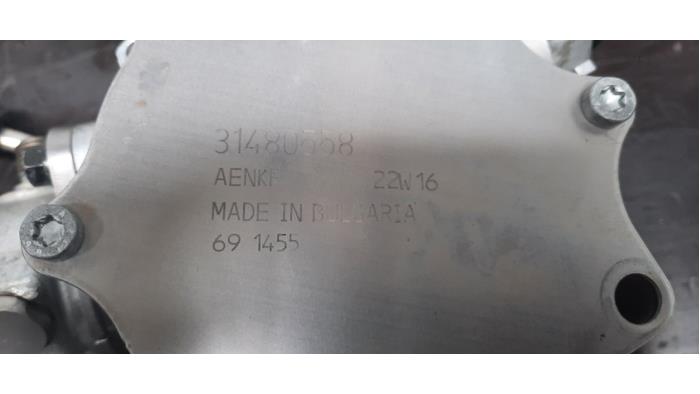 31480568
AENKF 22W16
MADE IN BULGARIA
69 1455